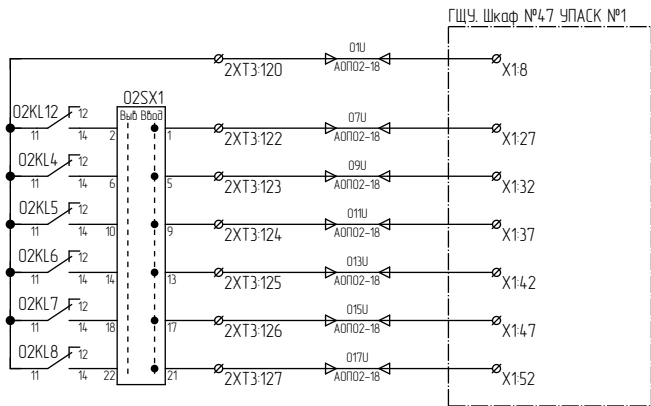 ГЩУ. Шкаф №47 УПАСК №1
01U
2XT3:120 АОП02-18 X1:8
02SX1
02KL12 12 Выв Ввод 07U
11 14 2 1 2XT3:122 АОП02-18 X1:27
02KL4 12 09U
11 14 6 5 2XT3:123 АОП02-18 X1:32
02KL5 12 011U
11 14 10 9 2XT3:124 АОП02-18 X1:37
02KL6 12 013U
11 14 14 13 2XT3:125 АОП02-18 X1:42
02KL7 12 015U
11 14 18 17 2XT3:126 АОП02-18 X1:47
02KL8 12 017U
11 14 22 21 2XT3:127 АОП02-18 X1:52